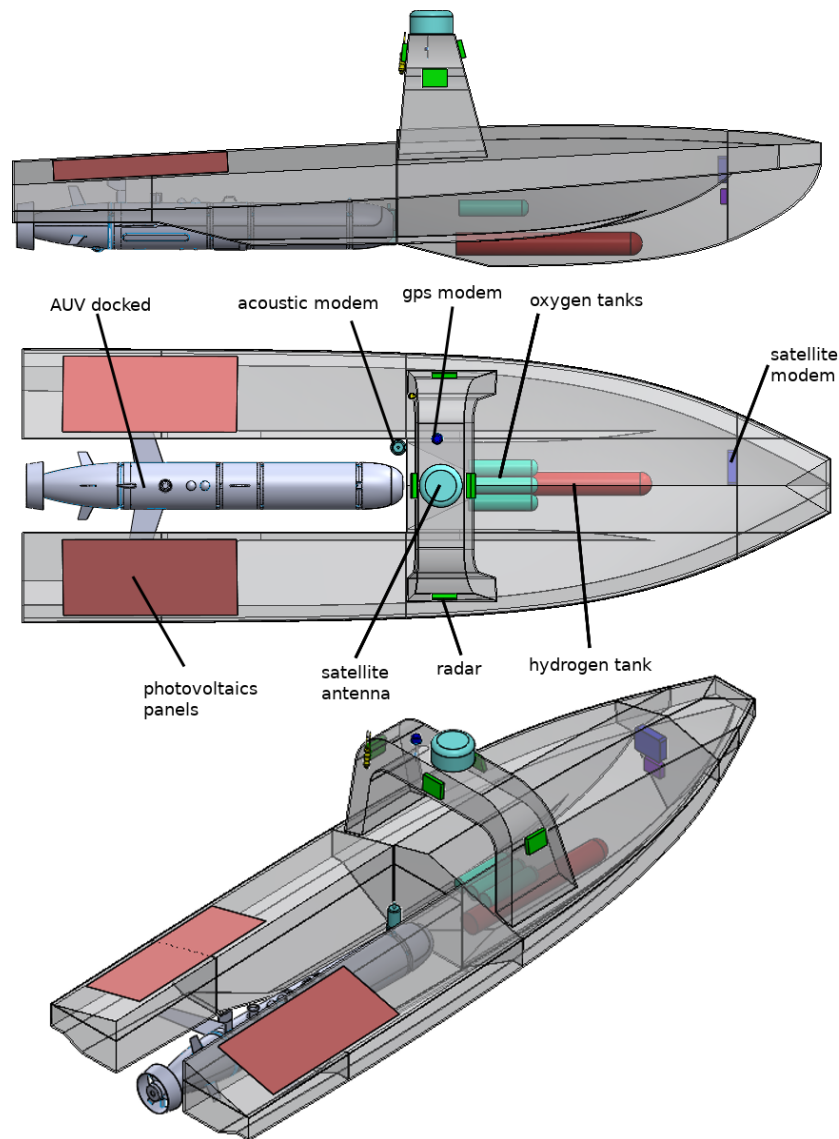 AUV docked
acoustic modem
gps modem
oxygen tanks
satellite
modem
photovoltaics
panels
satellite
antenna
radar
hydrogen tank